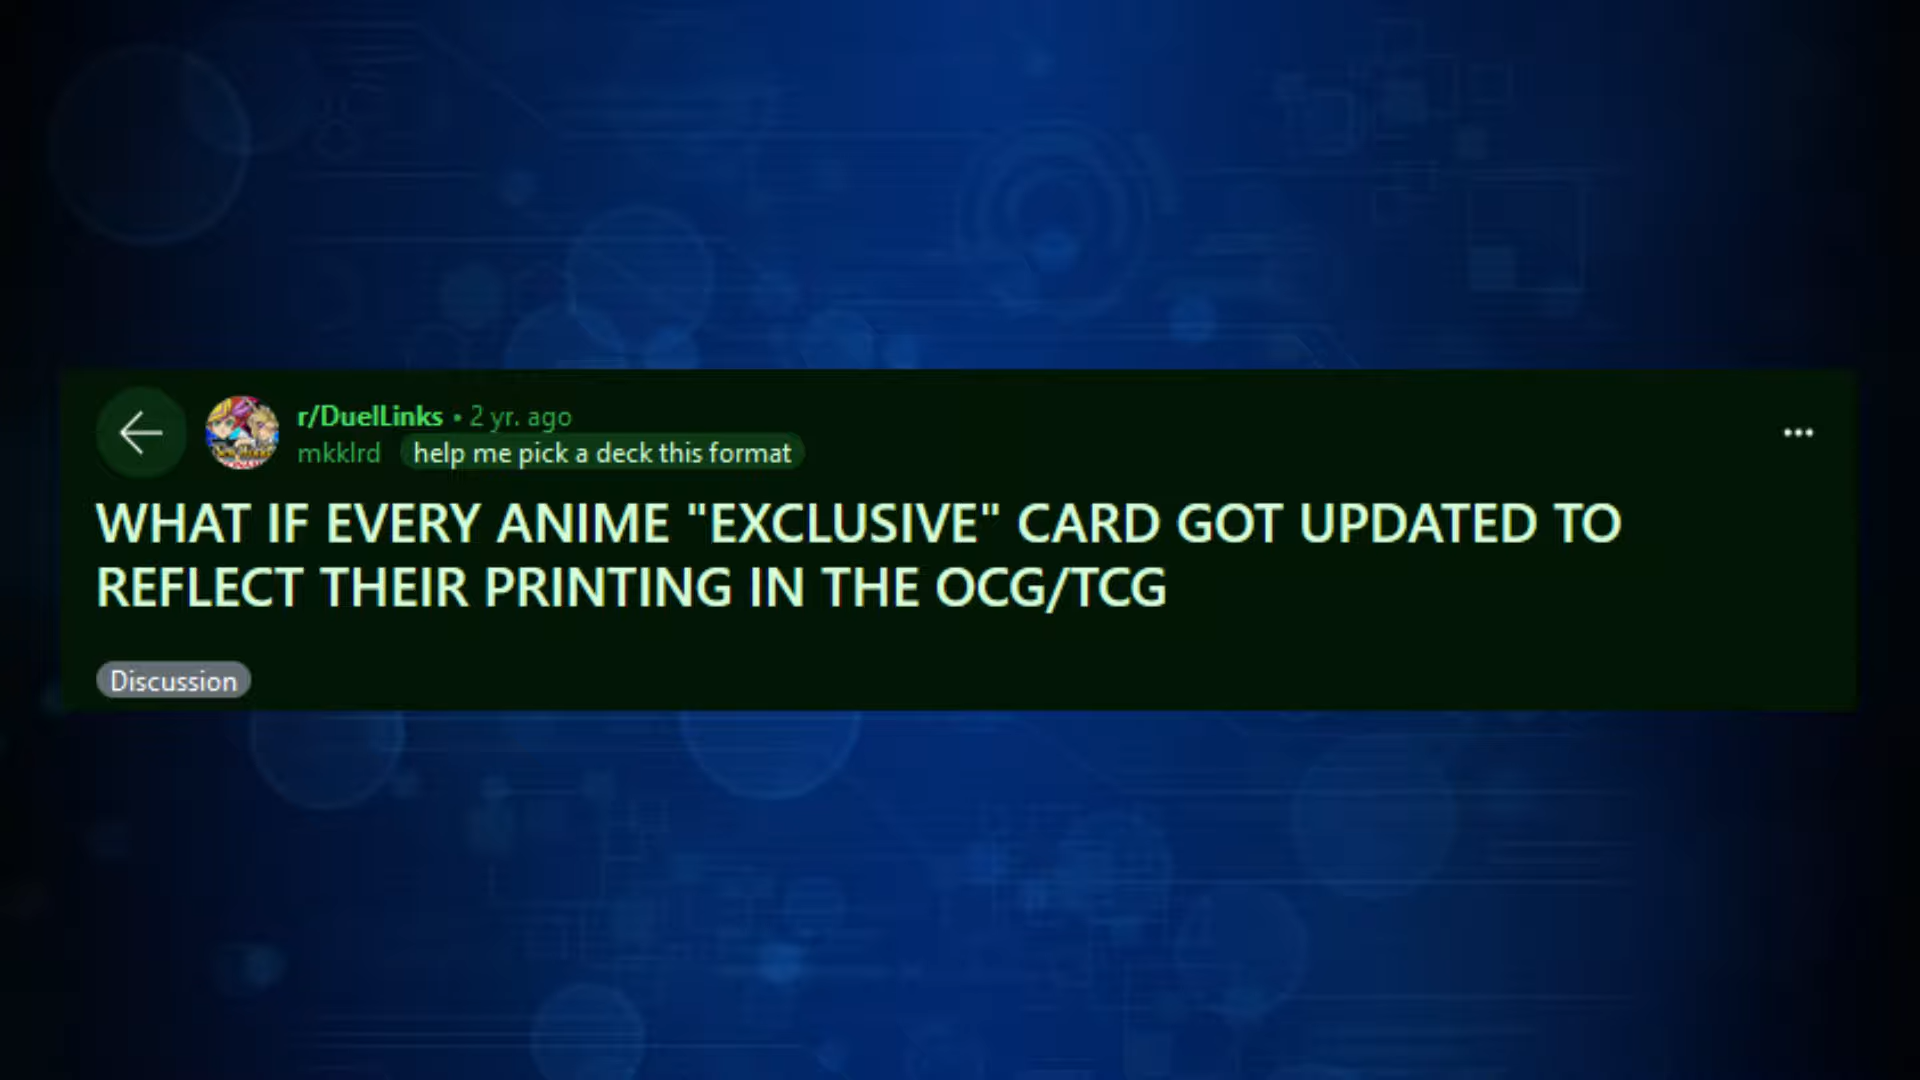 r/DuelLinks • 2 yr. ago
mkklrd help me pick a deck this format
WHAT IF EVERY ANIME "EXCLUSIVE" CARD GOT UPDATED TO
REFLECT THEIR PRINTING IN THE OCG/TCG
Discussion